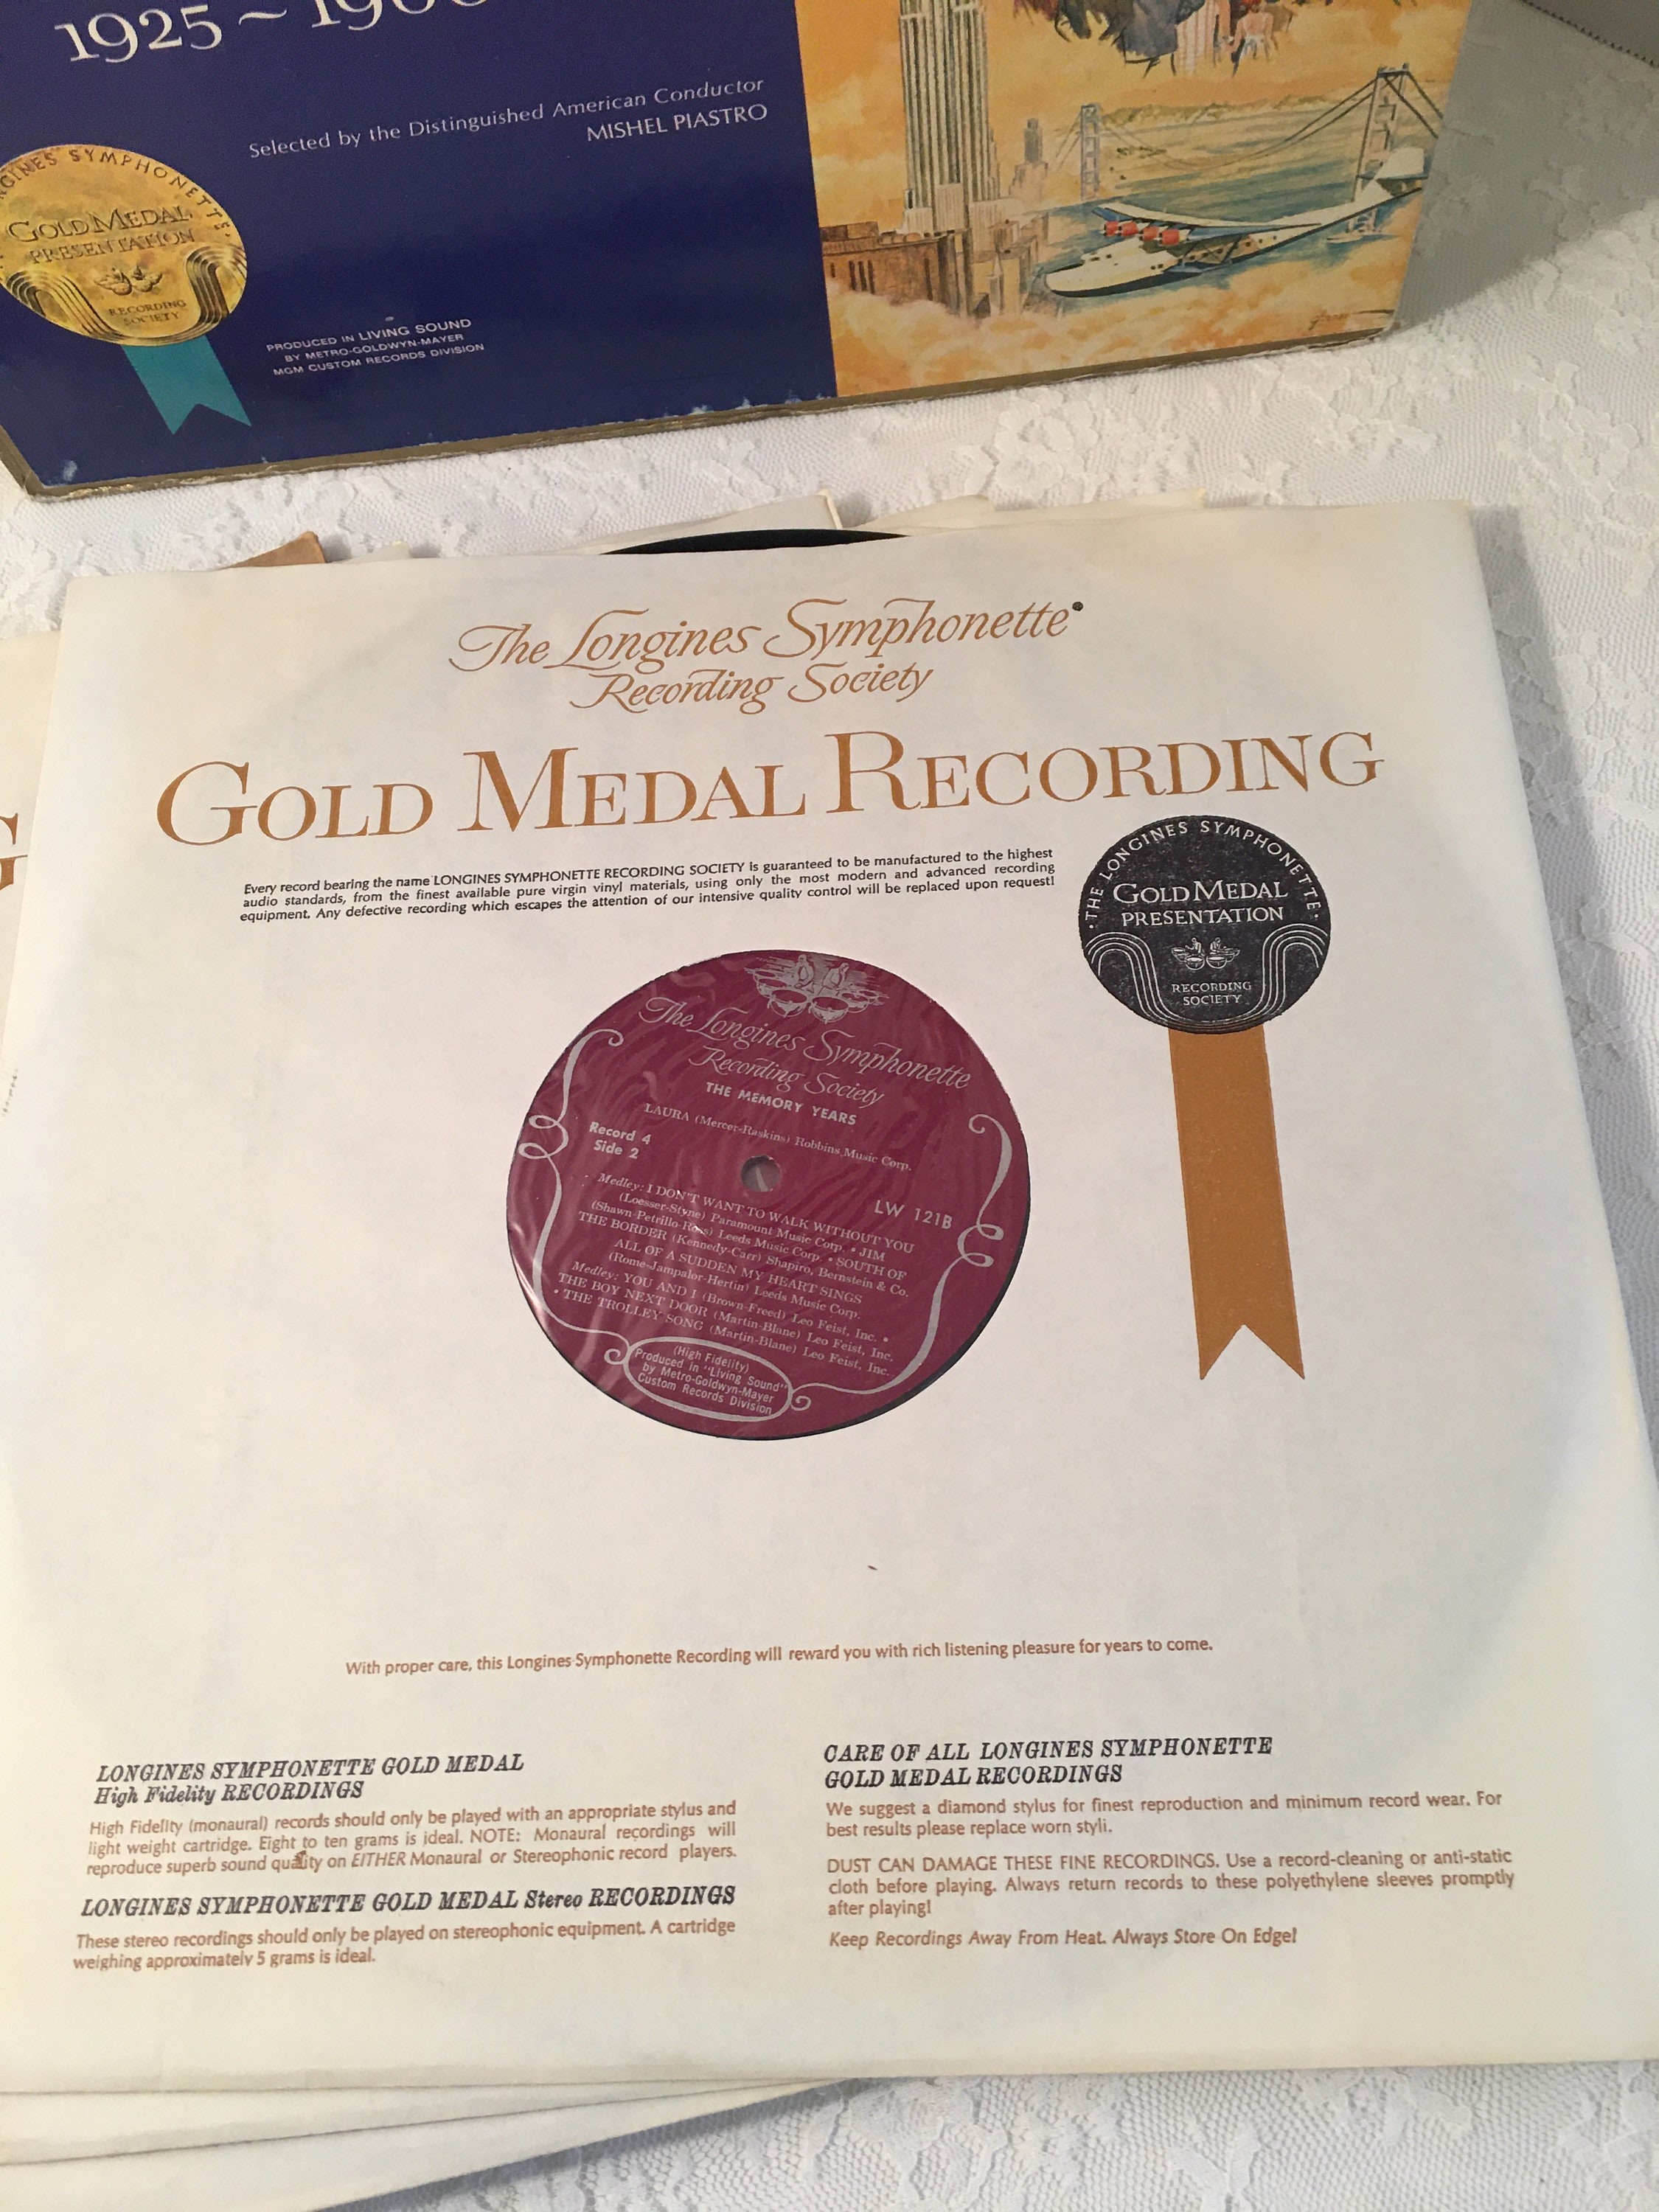 1925~19
Selected by the Distinguished American Conductor
MISHEL PIASTRO
LONGINES SYMPHONETTE
GOLD MEDAL
PRESENTATION
RECORDING
SOCIETY
PRODUCED IN LIVING SOUND
BY METRO-GOLDWYN-MAYER
MGM CUSTOM RECORDS DIVISION
The Longines Symphonette
Recording Society
GOLD MEDAL RECORDING
Every record bearing the name LONGINES SYMPHONETTE RECORDING SOCIETY is guaranteed to be manufactured to the highest
audio standards, from the finest available pure virgin vinyl materials, using only the most modern and advanced recording
equipment. Any defective recording which escapes the attention of our intensive quality control will be replaced upon request!
• THE LONGINES SYMPHONETTE •
GOLD MEDAL
PRESENTATION
RECORDING
SOCIETY
The Longines Symphonette
Recording Society
THE MEMORY YEARS
LAURA (Mercer-Raskins) Robbins Music Corp.
Record 4
Side 2
LW 121B
Medley: I DON'T WANT TO WALK WITHOUT YOU
(Loesser-Styne) Paramount Music Corp. • JIM
(Shawn-Petrillo-Ross) Leeds Music Corp. • SOUTH OF
THE BORDER (Kennedy-Carr) Shapiro, Bernstein & Co.
ALL OF A SUDDEN MY HEART SINGS
(Rome-Jampalor-Hertin) Leeds Music Corp.
Medley: YOU AND I (Brown-Freed) Leo Feist, Inc. •
THE BOY NEXT DOOR (Martin-Blane) Leo Feist, Inc.
• THE TROLLEY SONG (Martin-Blane) Leo Feist, Inc.
(High Fidelity)
Produced in "Living Sound"
by Metro-Goldwyn-Mayer
Custom Records Division
With proper care, this Longines Symphonette Recording will reward you with rich listening pleasure for years to come.
LONGINES SYMPHONETTE GOLD MEDAL
High Fidelity RECORDINGS
High Fidelity (monaural) records should only be played with an appropriate stylus and
light weight cartridge. Eight to ten grams is ideal. NOTE: Monaural recordings will
reproduce superb sound quality on EITHER Monaural or Stereophonic record players.
LONGINES SYMPHONETTE GOLD MEDAL Stereo RECORDINGS
These stereo recordings should only be played on stereophonic equipment. A cartridge
weighing approximately 5 grams is ideal.
CARE OF ALL LONGINES SYMPHONETTE
GOLD MEDAL RECORDINGS
We suggest a diamond stylus for finest reproduction and minimum record wear. For
best results please replace worn styli.
DUST CAN DAMAGE THESE FINE RECORDINGS. Use a record-cleaning or anti-static
cloth before playing. Always return records to these polyethylene sleeves promptly
after playing!
Keep Recordings Away From Heat. Always Store On Edge!